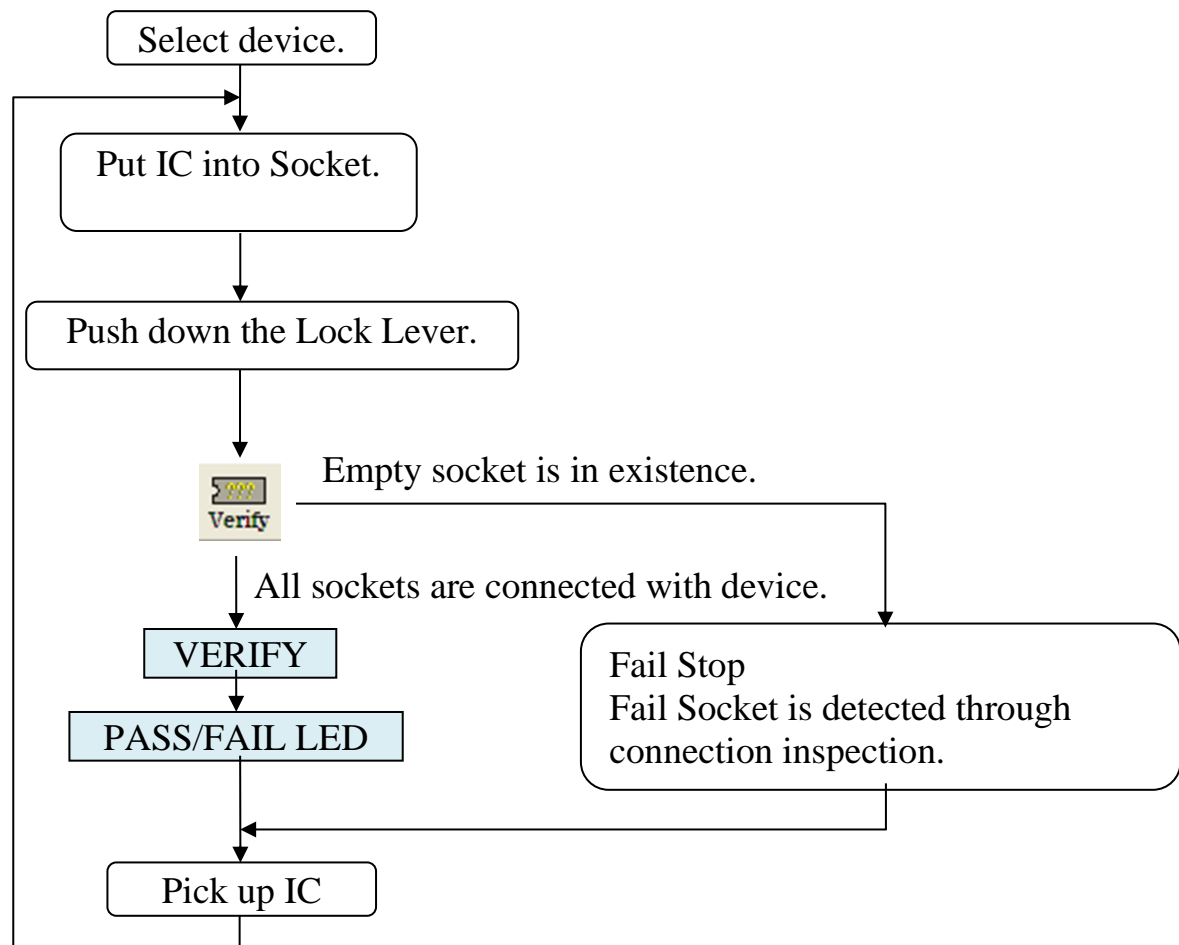 Select device.
Put IC into Socket.
Push down the Lock Lever.
Empty socket is in existence.
???
Verify
All sockets are connected with device.
VERIFY
Fail Stop
Fail Socket is detected through
connection inspection.
PASS/FAIL LED
Pick up IC